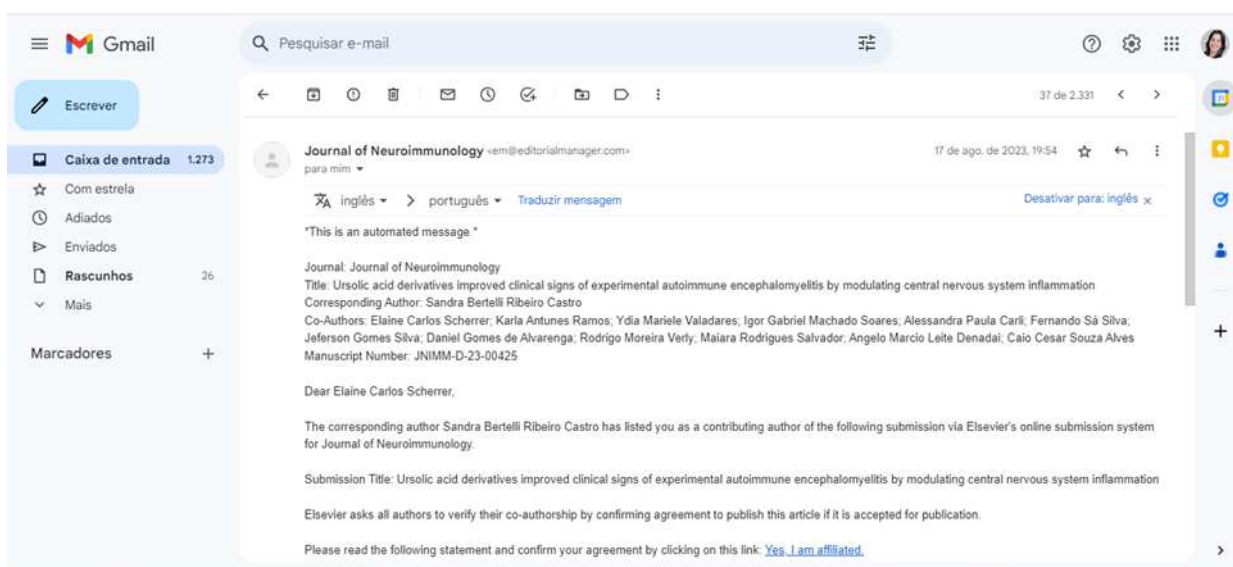 Gmail
Pesquisar e-mail
Escrever
37 de 2.331
Caixa de entrada 1.273
Com estrela
Adiados
Enviados
Rascunhos 26
Mais
Marcadores
Journal of Neuroimmunology <em@editorialmanager.com>
17 de ago. de 2023, 19:54
para mim
inglês > português Traduzir mensagem
Desativar para: inglês x
*This is an automated message.*
Journal: Journal of Neuroimmunology
Title: Ursolic acid derivatives improved clinical signs of experimental autoimmune encephalomyelitis by modulating central nervous system inflammation
Corresponding Author: Sandra Bertelli Ribeiro Castro
Co-Authors: Elaine Carlos Scherrer; Karla Antunes Ramos; Ydia Mariele Valadares; Igor Gabriel Machado Soares; Alessandra Paula Carli; Fernando Sá Silva;
Jeferson Gomes Silva; Daniel Gomes de Alvarenga; Rodrigo Moreira Verly; Maiara Rodrigues Salvador; Angelo Marcio Leite Denadai; Caio Cesar Souza Alves
Manuscript Number: JNIMM-D-23-00425
Dear Elaine Carlos Scherrer,
The corresponding author Sandra Bertelli Ribeiro Castro has listed you as a contributing author of the following submission via Elsevier's online submission system
for Journal of Neuroimmunology.
Submission Title: Ursolic acid derivatives improved clinical signs of experimental autoimmune encephalomyelitis by modulating central nervous system inflammation
Elsevier asks all authors to verify their co-authorship by confirming agreement to publish this article if it is accepted for publication.
Please read the following statement and confirm your agreement by clicking on this link: Yes, I am affiliated.